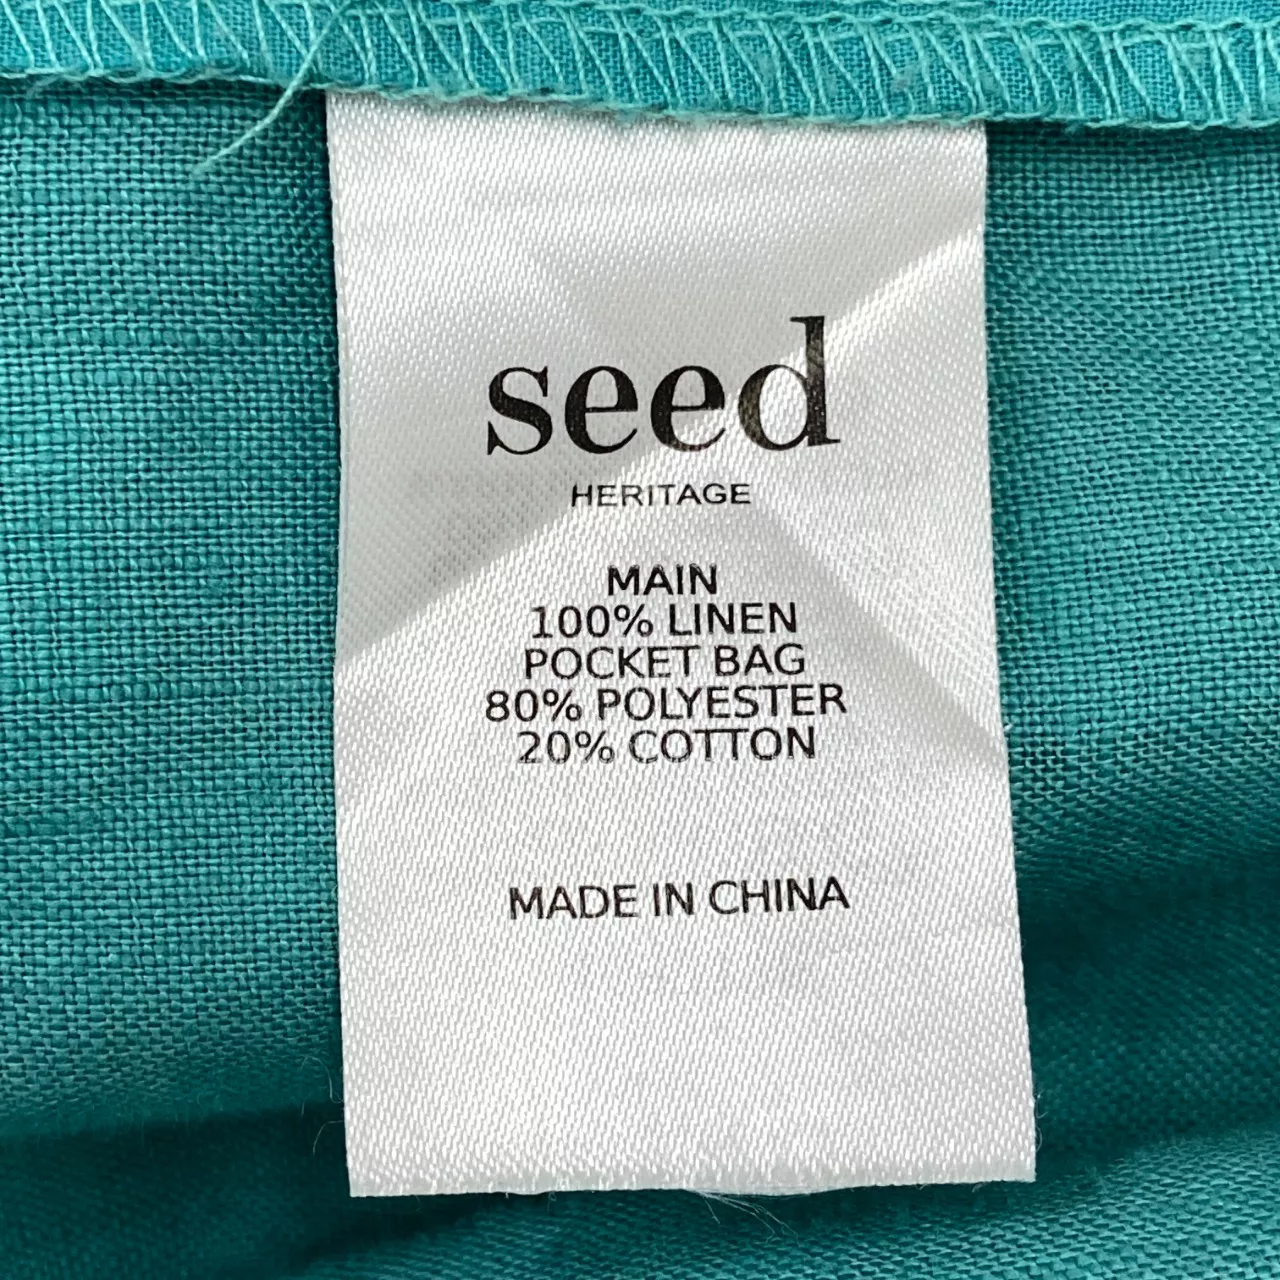 seed
HERITAGE
MAIN
100% LINEN
POCKET BAG
80% POLYESTER
20% COTTON
MADE IN CHINA